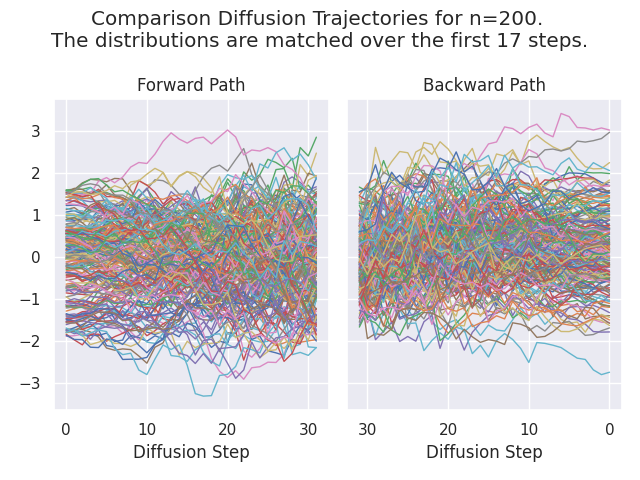 Comparison Diffusion Trajectories for n=200.
The distributions are matched over the first 17 steps.
Forward Path
Backward Path
3
2
1
0
−1
−2
−3
0 10 20 30
30 20 10 0
Diffusion Step
Diffusion Step